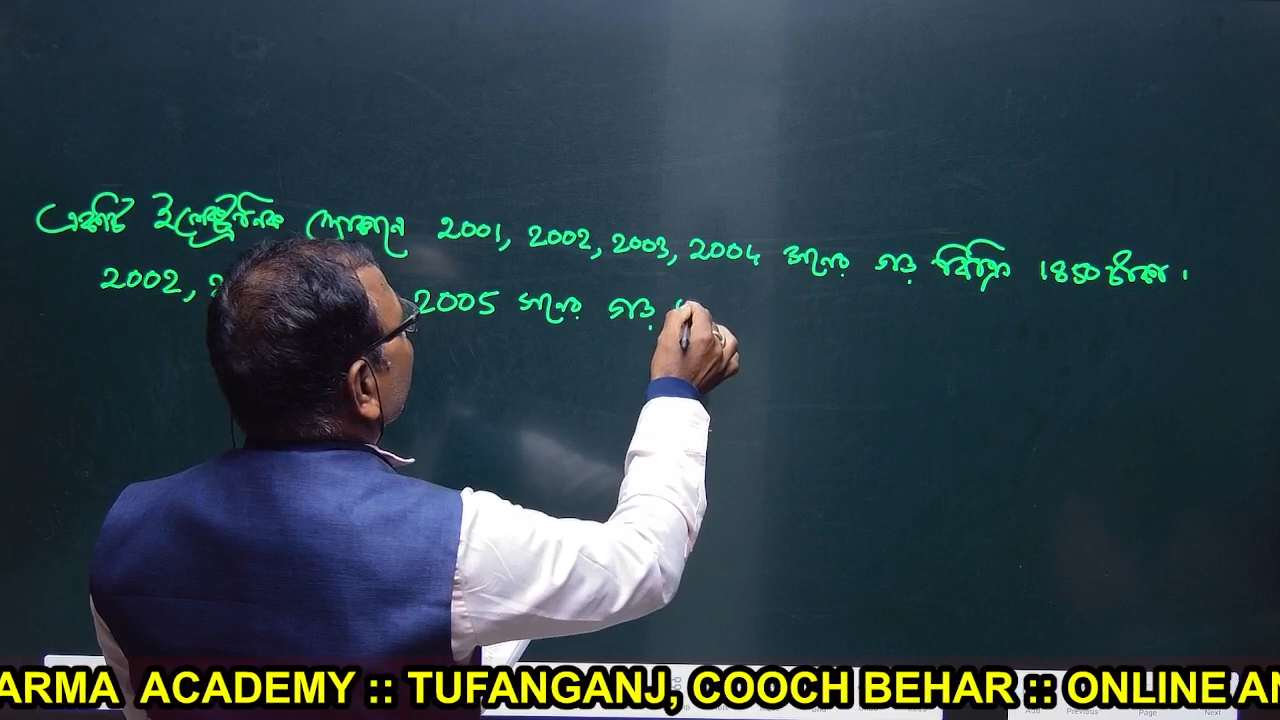 একটি ইলেকট্রনিক দোকানে 2001, 2002, 2003, 2004 সালের গড় বিক্রি 1850 টাকা।
2002, 2005 সালের গড়
ARMA ACADEMY :: TUFANGANJ, COOCH BEHAR :: ONLINE AN